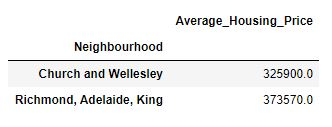 Average_Housing_Price
Neighbourhood
Church and Wellesley 325900.0
Richmond, Adelaide, King 373570.0